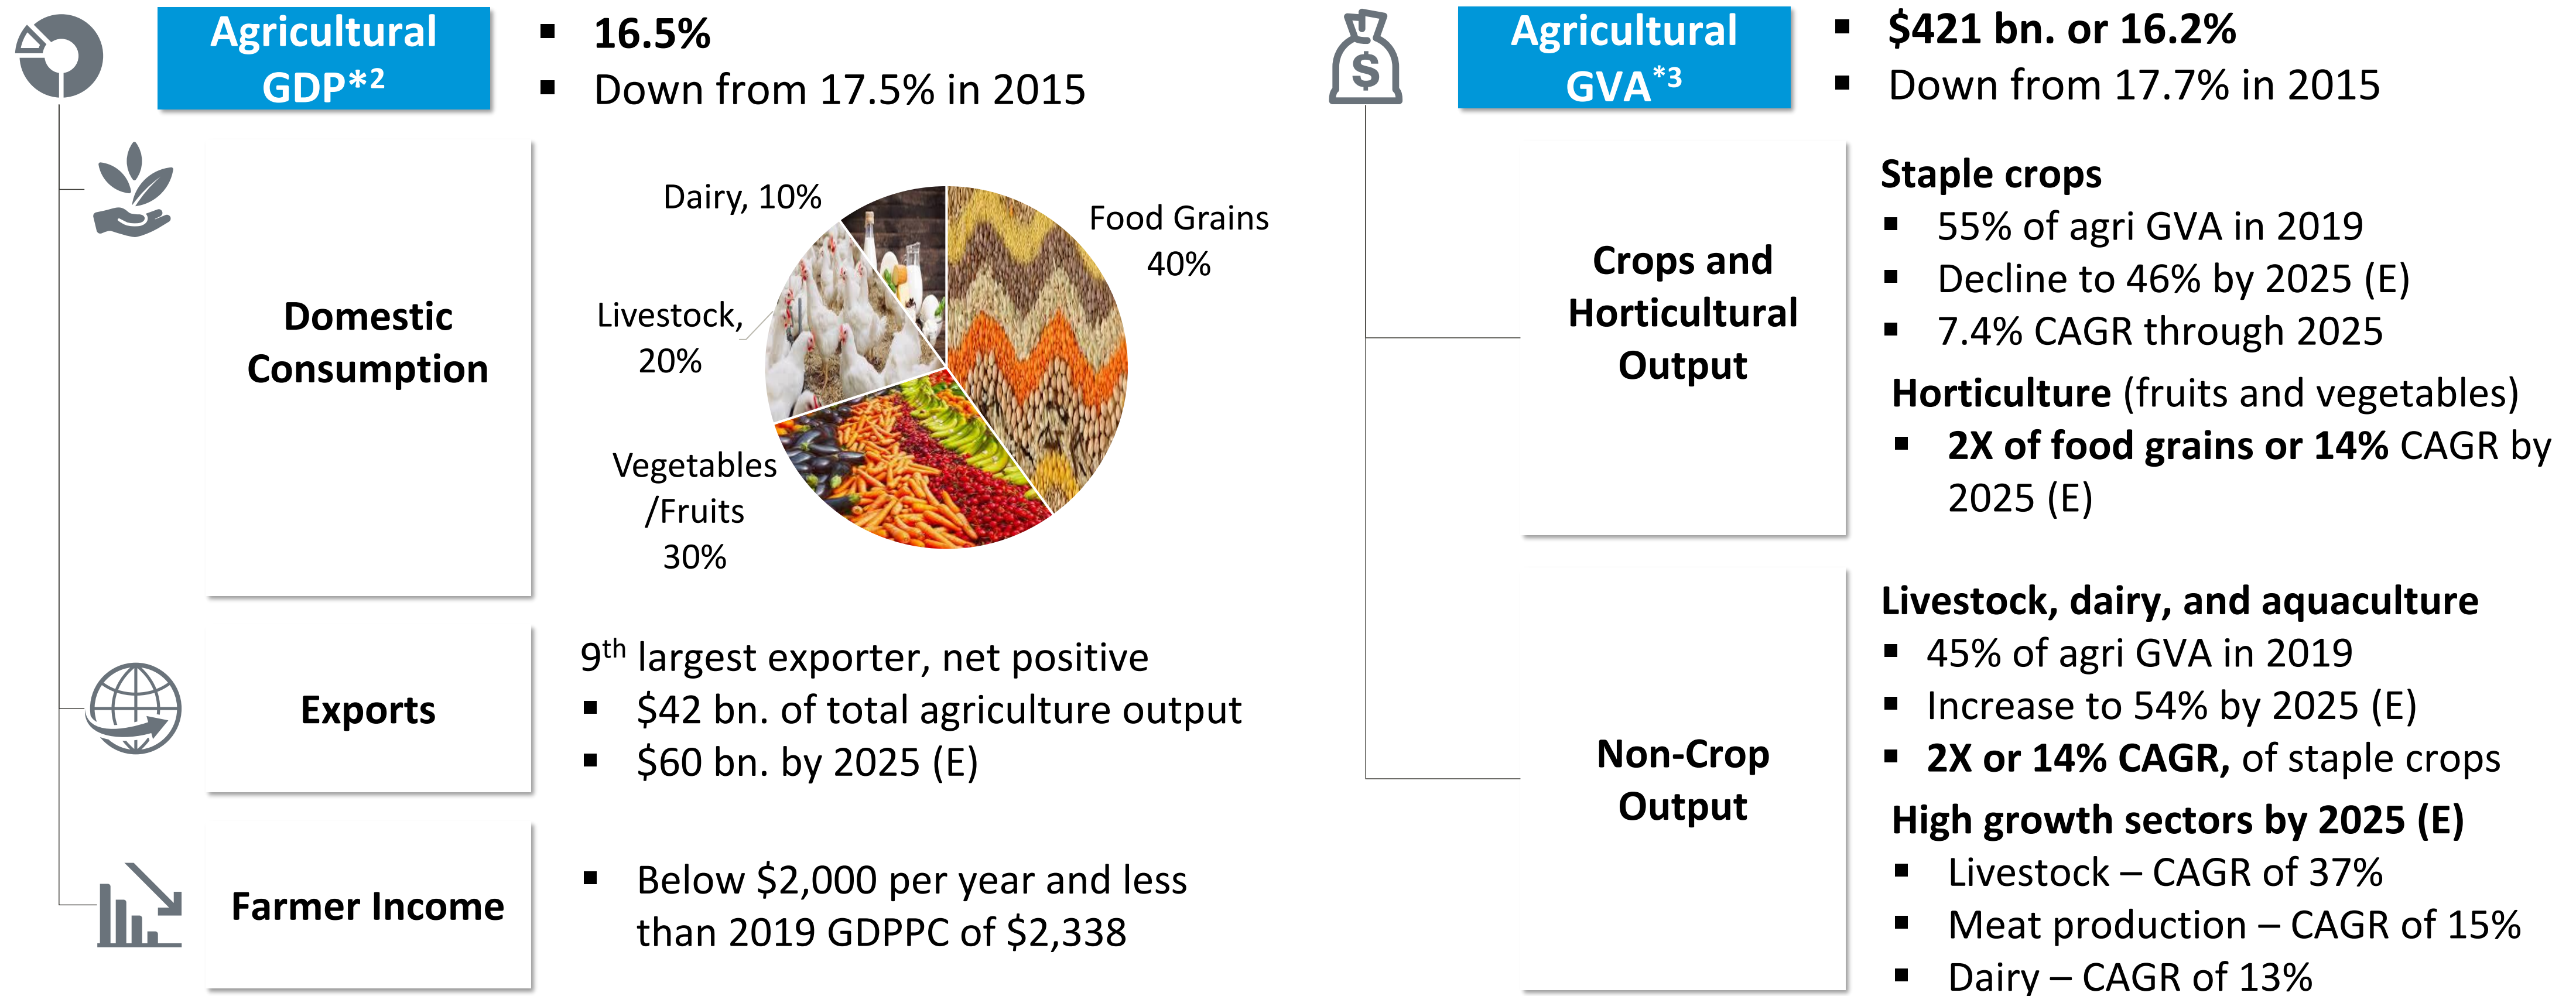 Agricultural
GDP*2
▪ 16.5%
▪ Down from 17.5% in 2015
Domestic
Consumption
Dairy, 10%
Food Grains
40%
Livestock,
20%
Vegetables
/Fruits
30%
Exports
9th largest exporter, net positive
▪ $42 bn. of total agriculture output
▪ $60 bn. by 2025 (E)
Farmer Income
▪ Below $2,000 per year and less
than 2019 GDPPC of $2,338
$
Agricultural
GVA*3
▪ $421 bn. or 16.2%
▪ Down from 17.7% in 2015
Crops and
Horticultural
Output
Staple crops
▪ 55% of agri GVA in 2019
▪ Decline to 46% by 2025 (E)
▪ 7.4% CAGR through 2025
Horticulture (fruits and vegetables)
▪ 2X of food grains or 14% CAGR by
2025 (E)
Non-Crop
Output
Livestock, dairy, and aquaculture
▪ 45% of agri GVA in 2019
▪ Increase to 54% by 2025 (E)
▪ 2X or 14% CAGR, of staple crops
High growth sectors by 2025 (E)
▪ Livestock – CAGR of 37%
▪ Meat production – CAGR of 15%
▪ Dairy – CAGR of 13%